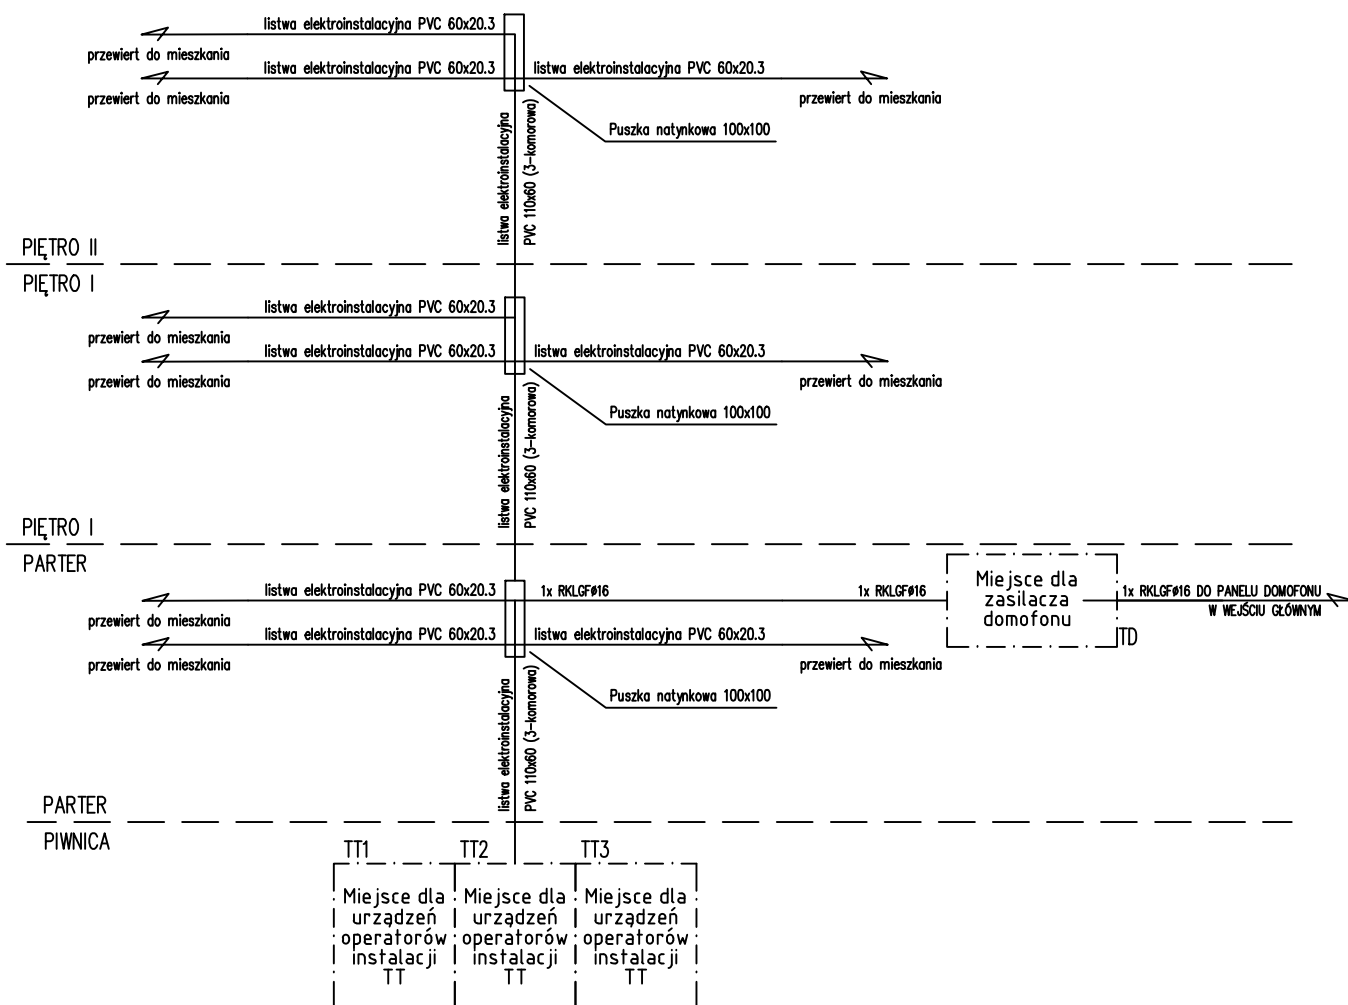 listwa elektroinstalacyjna PVC 60x20.3
przewiert do mieszkania
listwa elektroinstalacyjna PVC 60x20.3
listwa elektroinstalacyjna PVC 60x20.3
przewiert do mieszkania
przewiert do mieszkania
Puszka natynkowa 100x100
listwa elektroinstalacyjna
PVC 110x60 (3-komorowa)
PIĘTRO II
PIĘTRO I
listwa elektroinstalacyjna PVC 60x20.3
przewiert do mieszkania
listwa elektroinstalacyjna PVC 60x20.3
listwa elektroinstalacyjna PVC 60x20.3
przewiert do mieszkania
przewiert do mieszkania
Puszka natynkowa 100x100
listwa elektroinstalacyjna
PVC 110x60 (3-komorowa)
PIĘTRO I
PARTER
listwa elektroinstalacyjna PVC 60x20.3
1x RKLGFø16
1x RKLGFø16
Miejsce dla
zasilacza
domofonu
TD
1x RKLGFø16 DO PANELU DOMOFONU
W WEJŚCIU GŁÓWNYM
przewiert do mieszkania
listwa elektroinstalacyjna PVC 60x20.3
listwa elektroinstalacyjna PVC 60x20.3
przewiert do mieszkania
przewiert do mieszkania
Puszka natynkowa 100x100
listwa elektroinstalacyjna
PVC 110x60 (3-komorowa)
PARTER
PIWNICA
TT1
Miejsce dla
urządzeń
operatorów
instalacji
TT
TT2
Miejsce dla
urządzeń
operatorów
instalacji
TT
TT3
Miejsce dla
urządzeń
operatorów
instalacji
TT